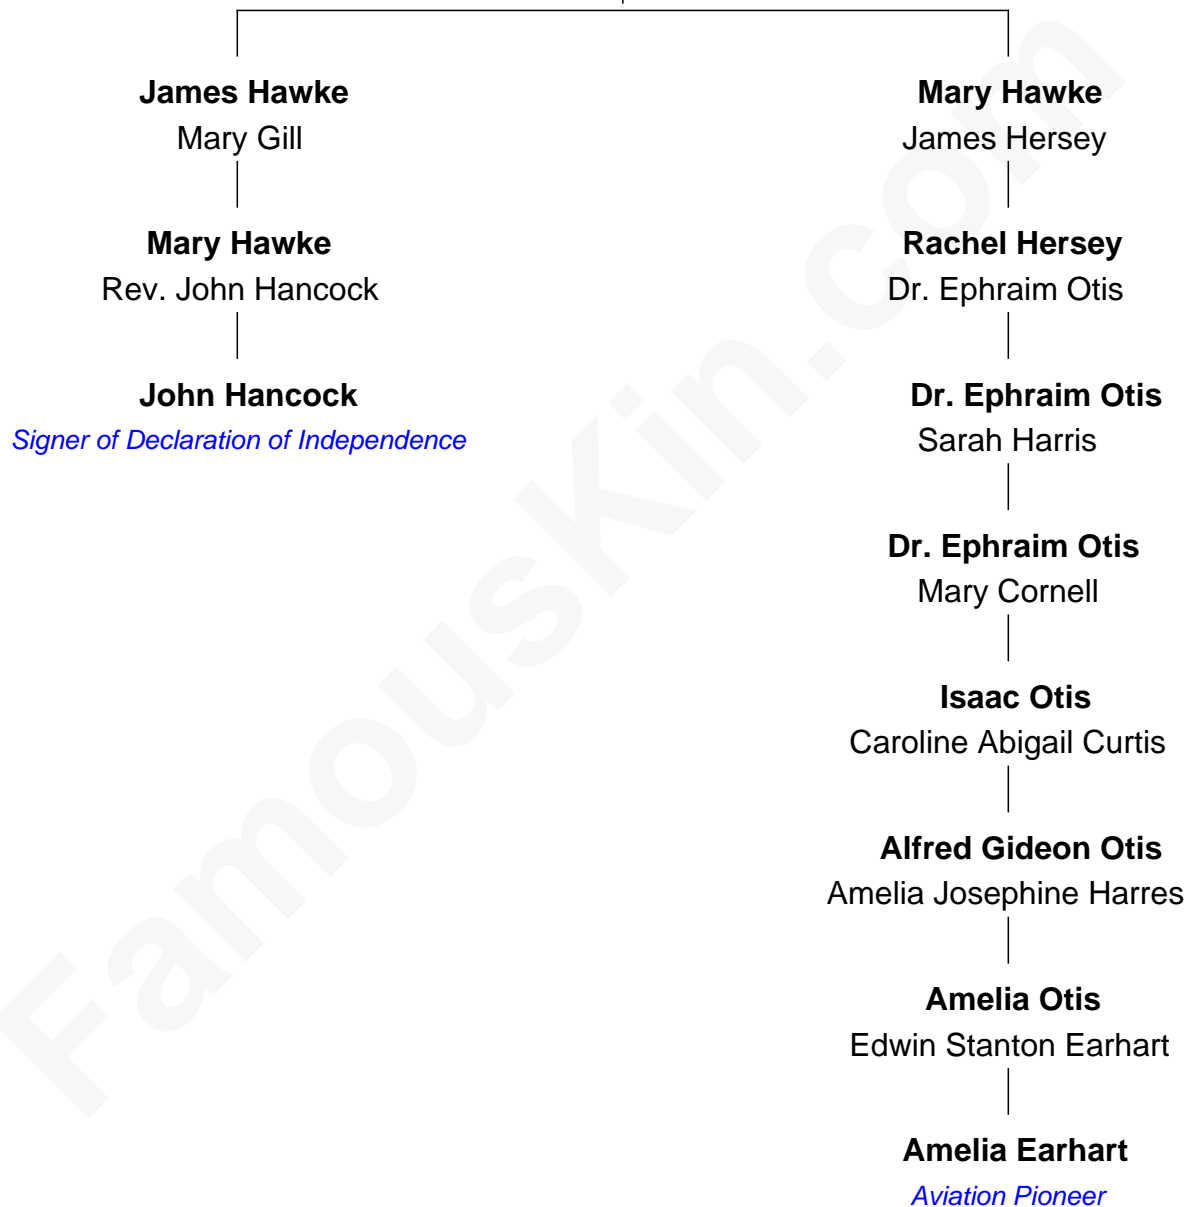 James Hawke
Mary Gill
Mary Hawke
Rev. John Hancock
John Hancock
Signer of Declaration of Independence
Mary Hawke
James Hersey
Rachel Hersey
Dr. Ephraim Otis
Dr. Ephraim Otis
Sarah Harris
Dr. Ephraim Otis
Mary Cornell
Isaac Otis
Caroline Abigail Curtis
Alfred Gideon Otis
Amelia Josephine Harres
Amelia Otis
Edwin Stanton Earhart
Amelia Earhart
Aviation Pioneer
FamousKin.com